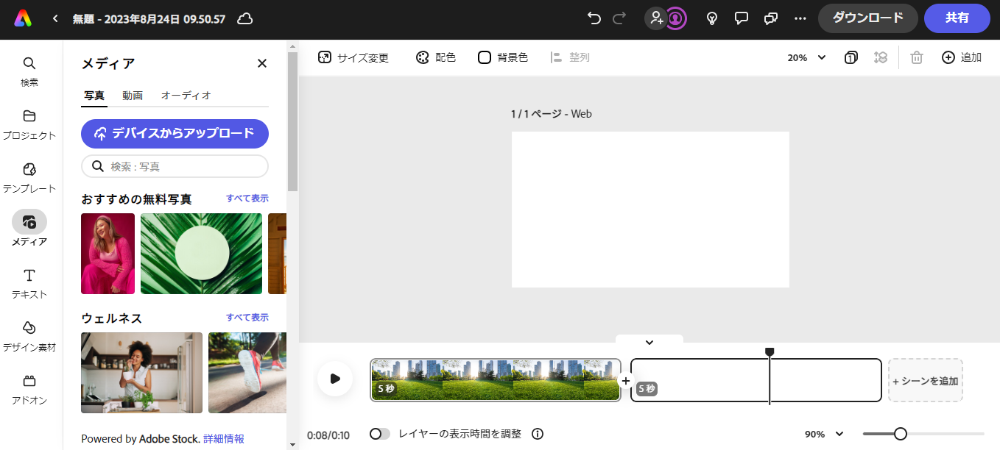 無題 - 2023年8月24日 09.50.57
ダウンロード
共有
検索
プロジェクト
テンプレート
メディア
テキスト
デザイン素材
アドオン
メディア
写真 動画 オーディオ
デバイスからアップロード
検索 : 写真
おすすめの無料写真 すべて表示
ウェルネス すべて表示
Powered by Adobe Stock. 詳細情報
サイズ変更 配色 背景色 整列 20% 1 追加
1 / 1 ページ - Web
5 秒
5 秒
+ シーンを追加
0:08/0:10 レイヤーの表示時間を調整 90%